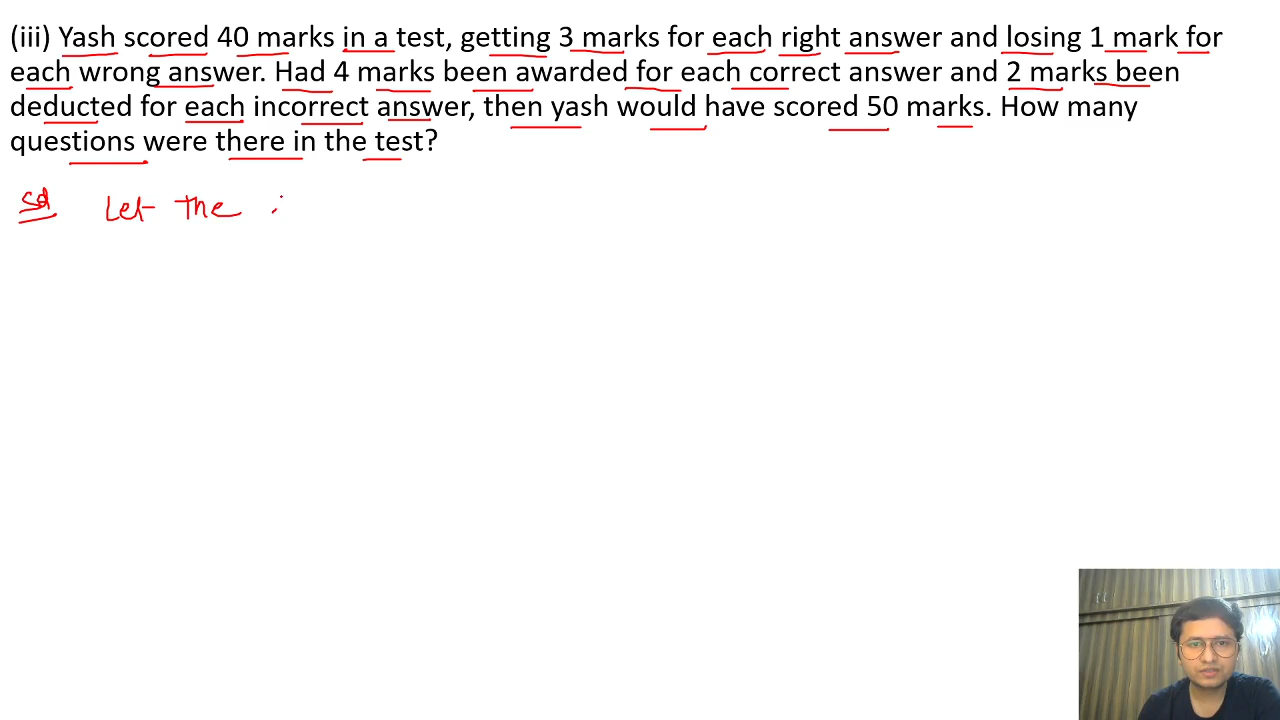 (iii) Yash scored 40 marks in a test, getting 3 marks for each right answer and losing 1 mark for
each wrong answer. Had 4 marks been awarded for each correct answer and 2 marks been
deducted for each incorrect answer, then yash would have scored 50 marks. How many
questions were there in the test?
Sol Let the